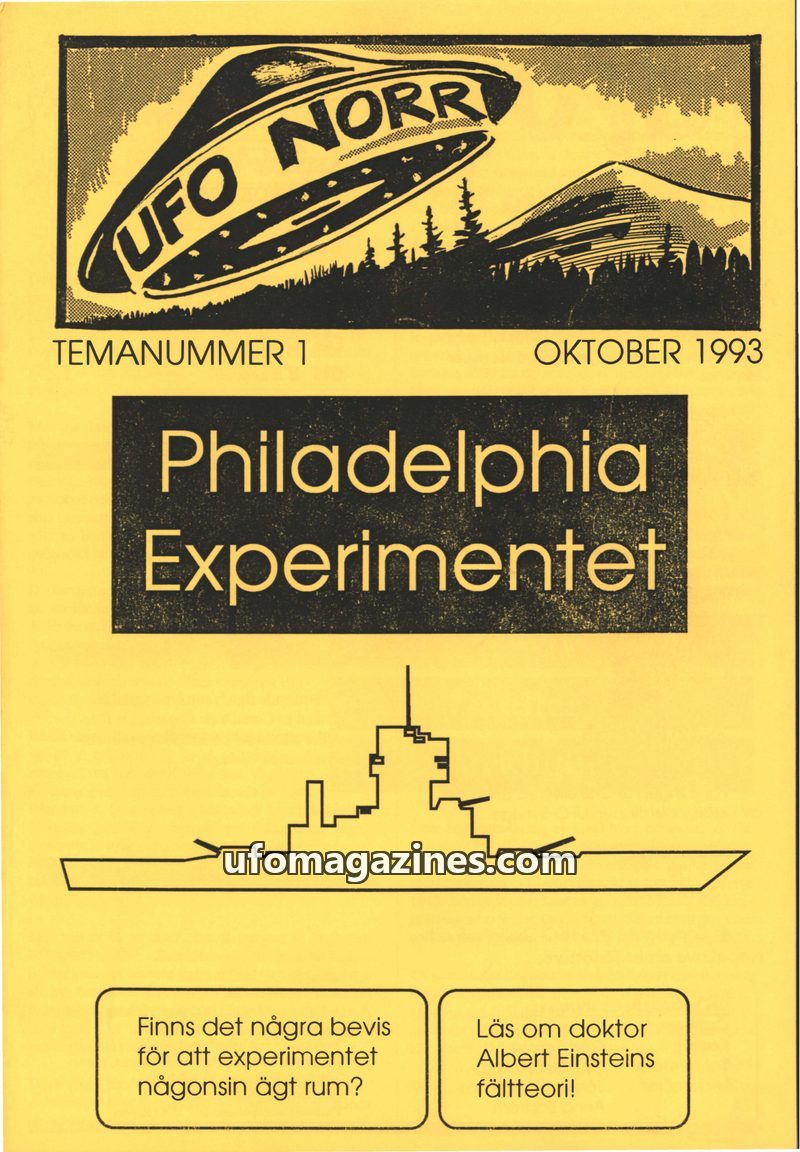 UFO NORR
TEMANUMMER 1
OKTOBER 1993
Philadelphia
Experimentet
ufomagazines.com
Finns det några bevis
för att experimentet
någonsin ägt rum?
Läs om doktor
Albert Einsteins
fältteori!